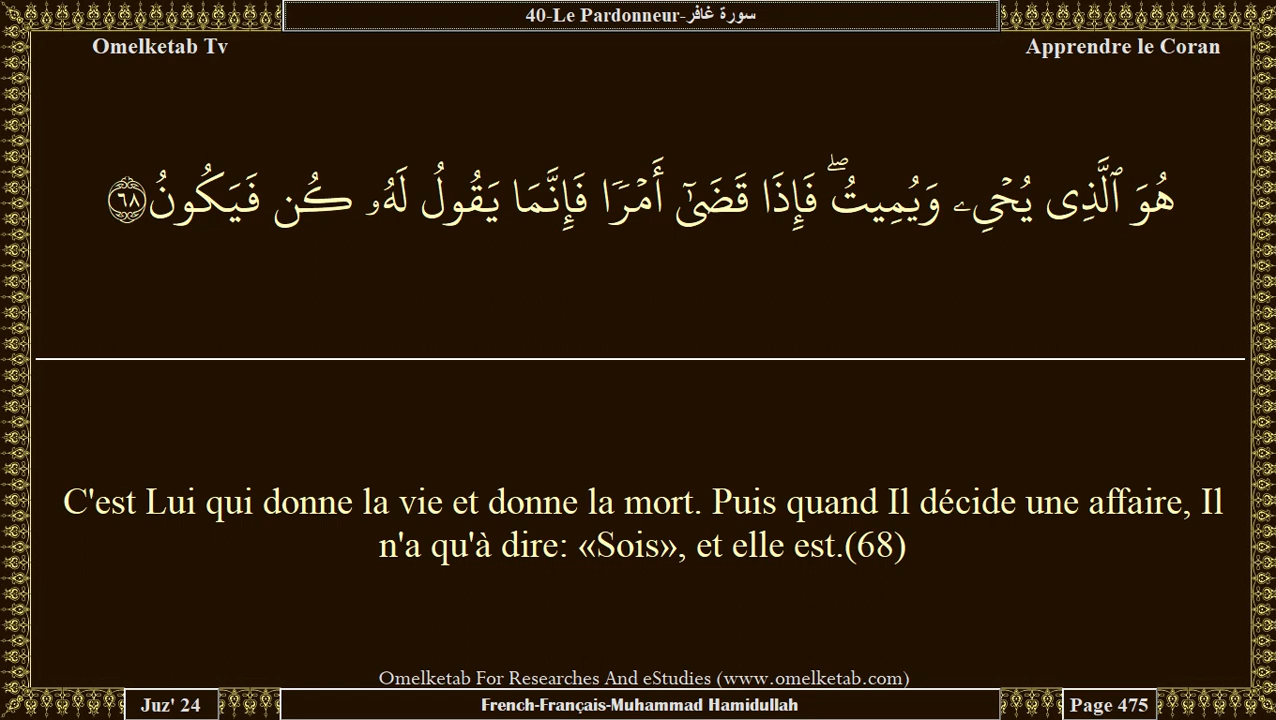 40-Le Pardonneur-سورة غافر
Omelketab Tv
Apprendre le Coran
هُوَ ٱلَّذِى يُحْىِۦ وَيُمِيتُ ۖ فَإِذَا قَضَىٰٓ أَمْرًا فَإِنَّمَا يَقُولُ لَهُۥ كُن فَيَكُونُ ﴿٦٨﴾
C'est Lui qui donne la vie et donne la mort. Puis quand Il décide une affaire, Il
n'a qu'à dire: «Sois», et elle est.(68)
Omelketab For Researches And eStudies (www.omelketab.com)
Juz' 24
French-Français-Muhammad Hamidullah
Page 475